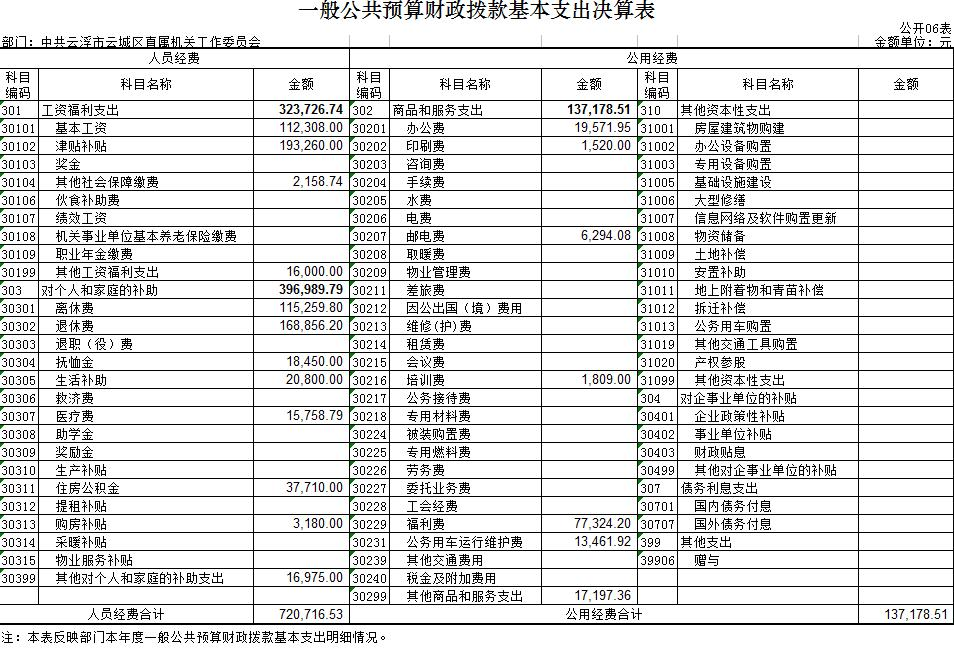 一般公共预算财政拨款基本支出决算表
公开06表
部门：中共云浮市云城区直属机关工作委员会 金额单位：元
人员经费 公用经费
科目编码 科目名称 金额 科目编码 科目名称 金额 科目编码 科目名称 金额
301 工资福利支出 323,726.74 302 商品和服务支出 137,178.51 310 其他资本性支出
30101 基本工资 112,308.00 30201 办公费 19,571.95 31001 房屋建筑物购建
30102 津贴补贴 193,260.00 30202 印刷费 1,520.00 31002 办公设备购置
30103 奖金 30203 咨询费 31003 专用设备购置
30104 其他社会保障缴费 2,158.74 30204 手续费 31005 基础设施建设
30106 伙食补助费 30205 水费 31006 大型修缮
30107 绩效工资 30206 电费 31007 信息网络及软件购置更新
30108 机关事业单位基本养老保险缴费 30207 邮电费 6,294.08 31008 物资储备
30109 职业年金缴费 30208 取暖费 31009 土地补偿
30199 其他工资福利支出 16,000.00 30209 物业管理费 31010 安置补助
303 对个人和家庭的补助 396,989.79 30211 差旅费 31011 地上附着物和青苗补偿
30301 离休费 115,259.80 30212 因公出国（境）费用 31012 拆迁补偿
30302 退休费 168,856.20 30213 维修(护)费 31013 公务用车购置
30303 退职（役）费 30214 租赁费 31019 其他交通工具购置
30304 抚恤金 18,450.00 30215 会议费 31020 产权参股
30305 生活补助 20,800.00 30216 培训费 1,809.00 31099 其他资本性支出
30306 救济费 30217 公务接待费 304 对企事业单位的补贴
30307 医疗费 15,758.79 30218 专用材料费 30401 企业政策性补贴
30308 助学金 30224 被装购置费 30402 事业单位补贴
30309 奖励金 30225 专用燃料费 30403 财政贴息
30310 生产补贴 30226 劳务费 30499 其他对企事业单位的补贴
30311 住房公积金 37,710.00 30227 委托业务费 307 债务利息支出
30312 提租补贴 30228 工会经费 30701 国内债务付息
30313 购房补贴 3,180.00 30229 福利费 77,324.20 30707 国外债务付息
30314 采暖补贴 30231 公务用车运行维护费 13,461.92 399 其他支出
30315 物业服务补贴 30239 其他交通费用 39906 赠与
30399 其他对个人和家庭的补助支出 16,975.00 30240 税金及附加费用
30299 其他商品和服务支出 17,197.36
人员经费合计 720,716.53 公用经费合计 137,178.51
注：本表反映部门本年度一般公共预算财政拨款基本支出明细情况。